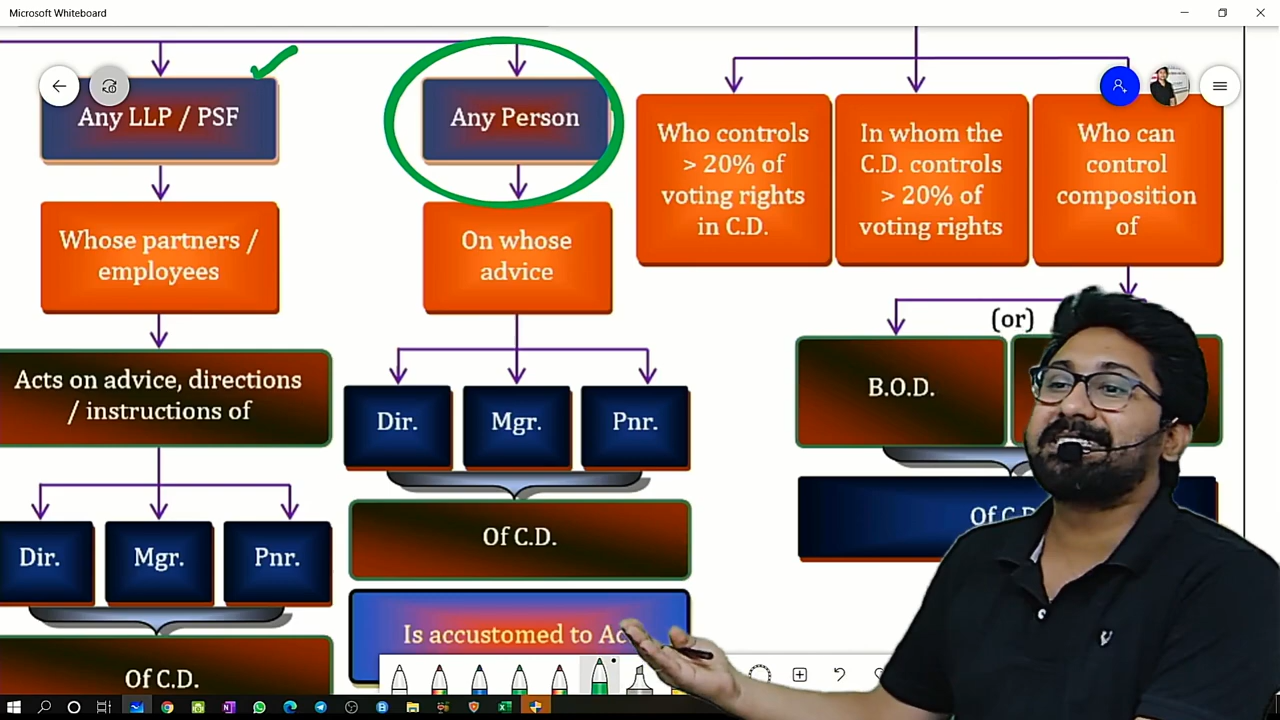 Microsoft Whiteboard
Any LLP / PSF
Whose partners /
employees
Acts on advice, directions
/ instructions of
Dir.
Mgr.
Pnr.
Of C.D.
Any Person
On whose
advice
Dir.
Mgr.
Pnr.
Of C.D.
Is accustomed to
Who controls
> 20% of
voting rights
in C.D.
In whom the
C.D. controls
> 20% of
voting rights
Who can
control
composition
of
(or)
B.O.D.
Of